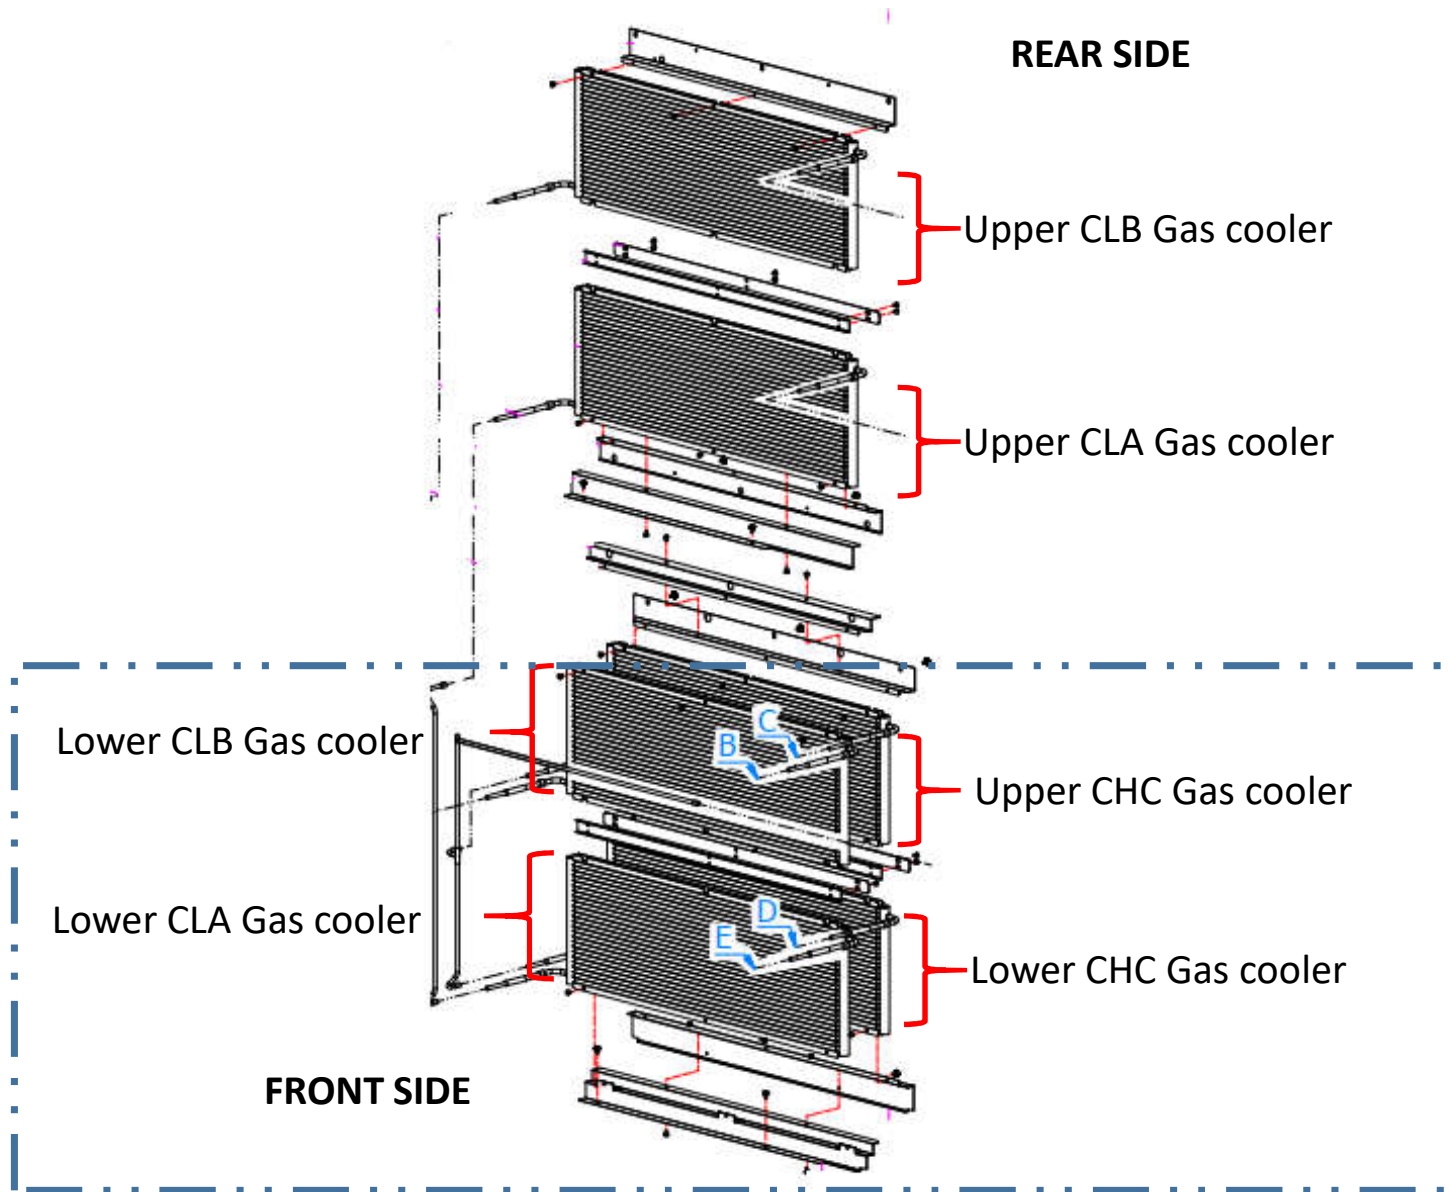 REAR SIDE
Upper CLB Gas cooler
Upper CLA Gas cooler
Lower CLB Gas cooler
C
B
Upper CHC Gas cooler
Lower CLA Gas cooler
D
E
Lower CHC Gas cooler
FRONT SIDE